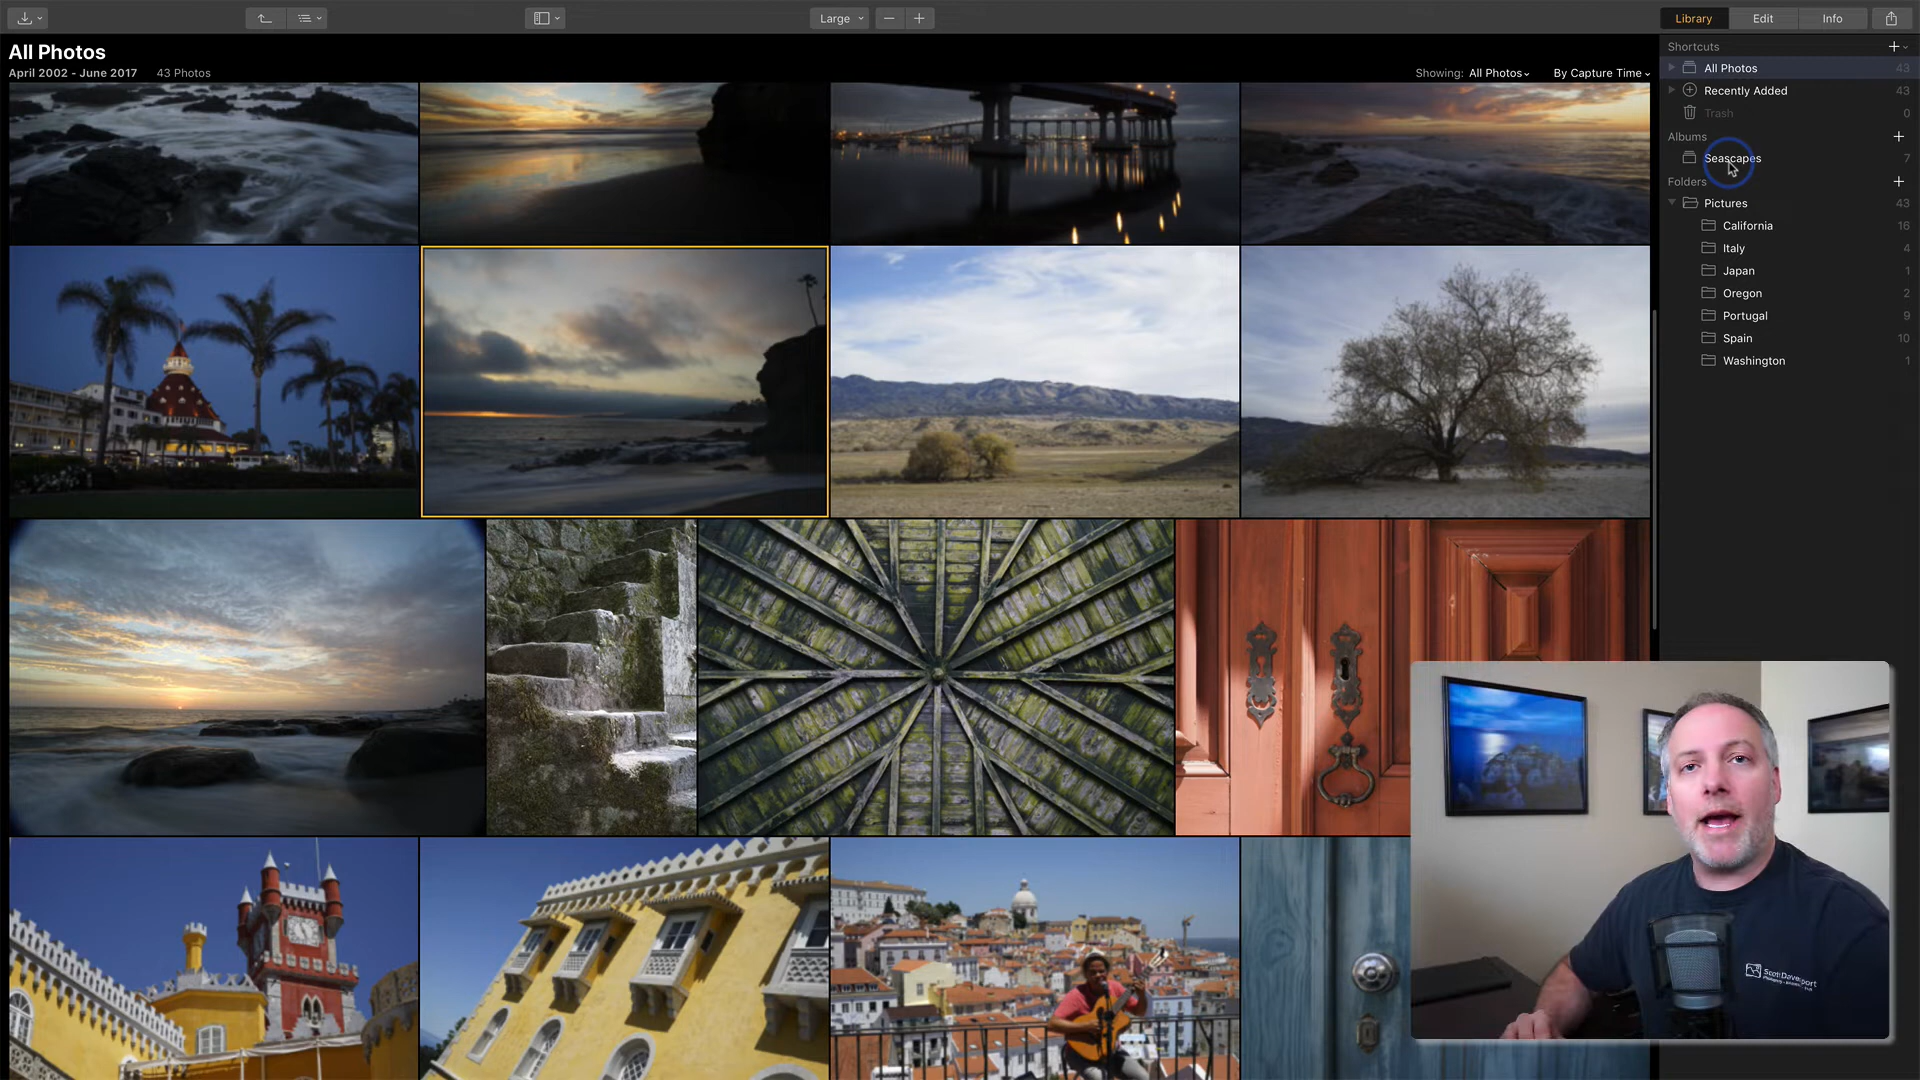 Large
Library
Edit
Info
All Photos
April 2002 - June 2017
43 Photos
Showing: All Photos
By Capture Time
Shortcuts
All Photos
43
Recently Added
43
Trash
0
Albums
Seascapes
7
Folders
Pictures
43
California
16
Italy
4
Japan
1
Oregon
2
Portugal
9
Spain
10
Washington
1
Scott Davenport